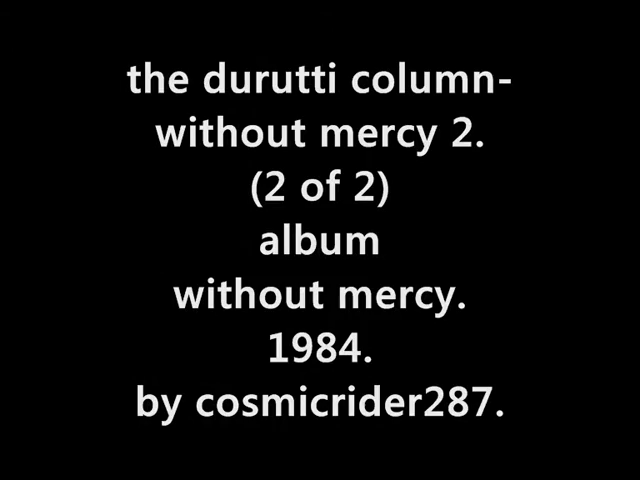 the durutti column-
without mercy 2.
(2 of 2)
album
without mercy.
1984.
by cosmicrider287.